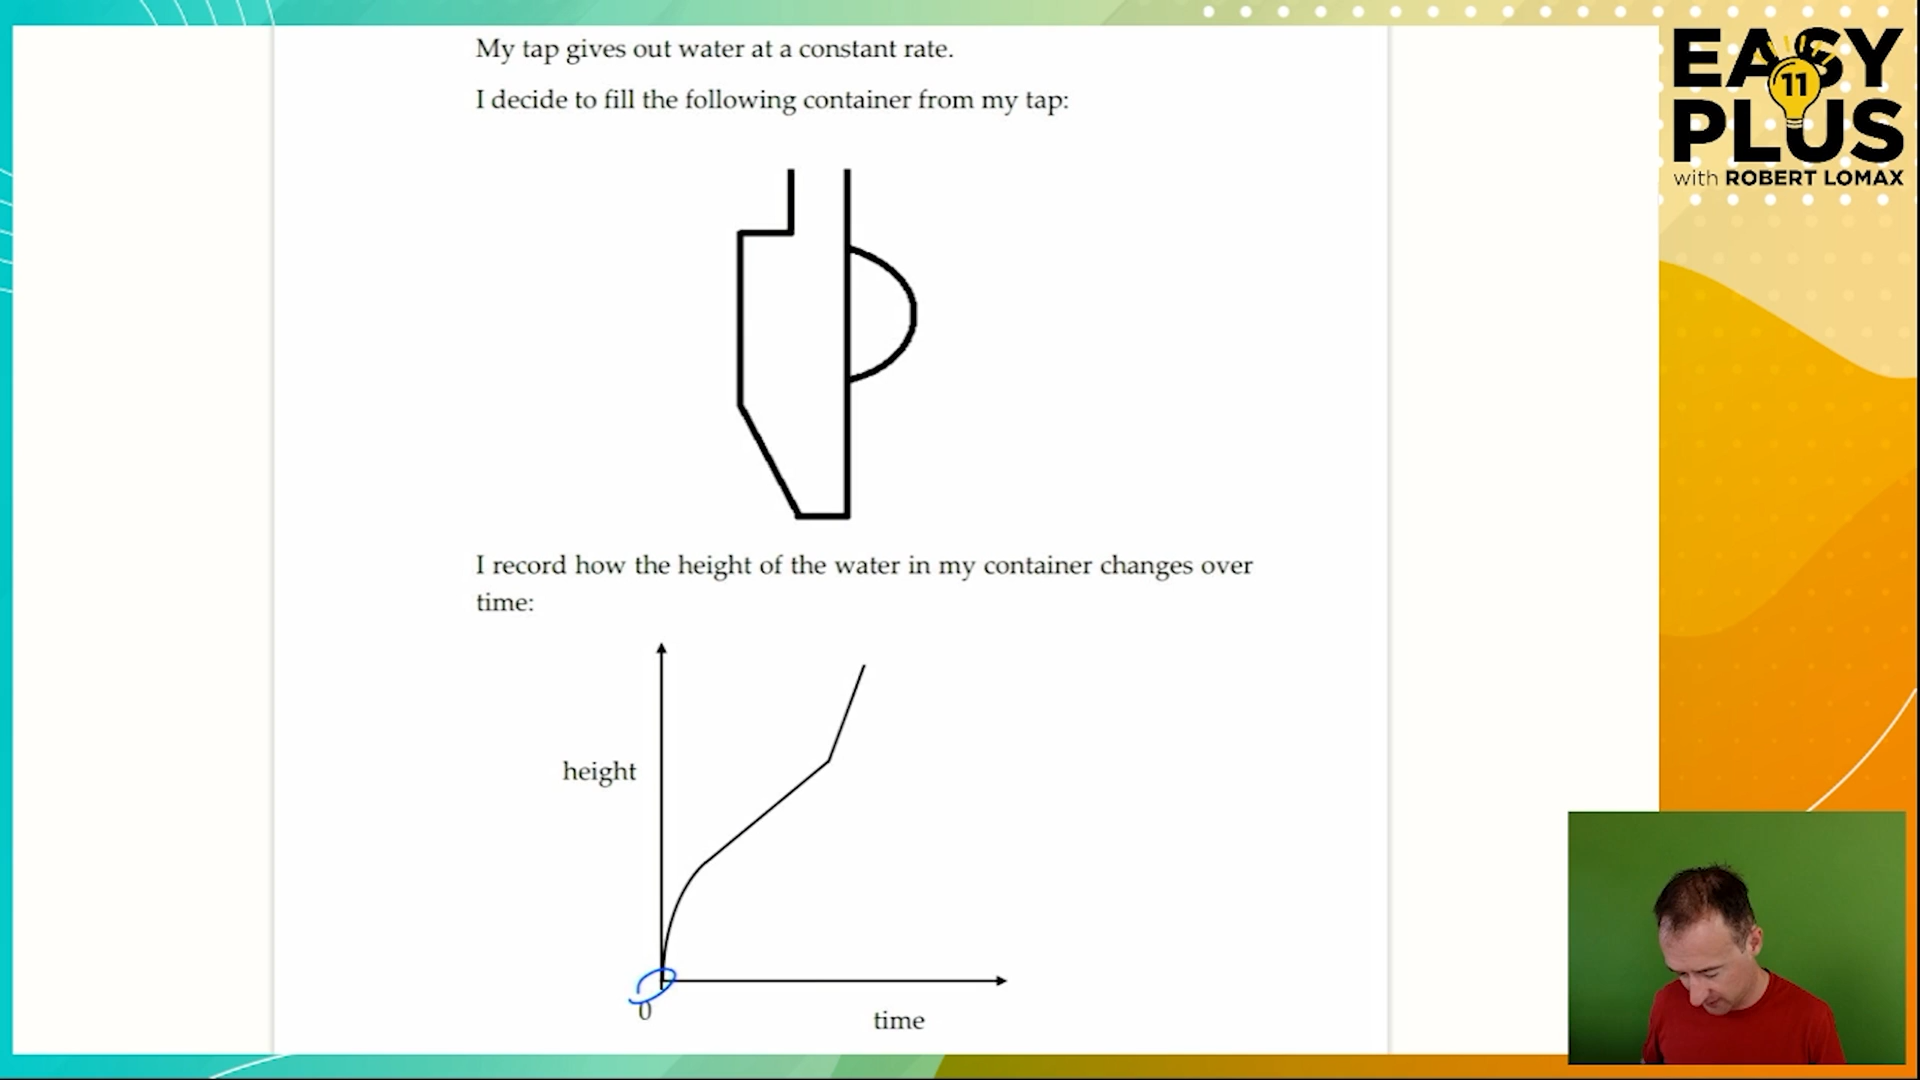 My tap gives out water at a constant rate.
I decide to fill the following container from my tap:
I record how the height of the water in my container changes over
time:
height
0
time
EASY
11
PLUS
with ROBERT LOMAX